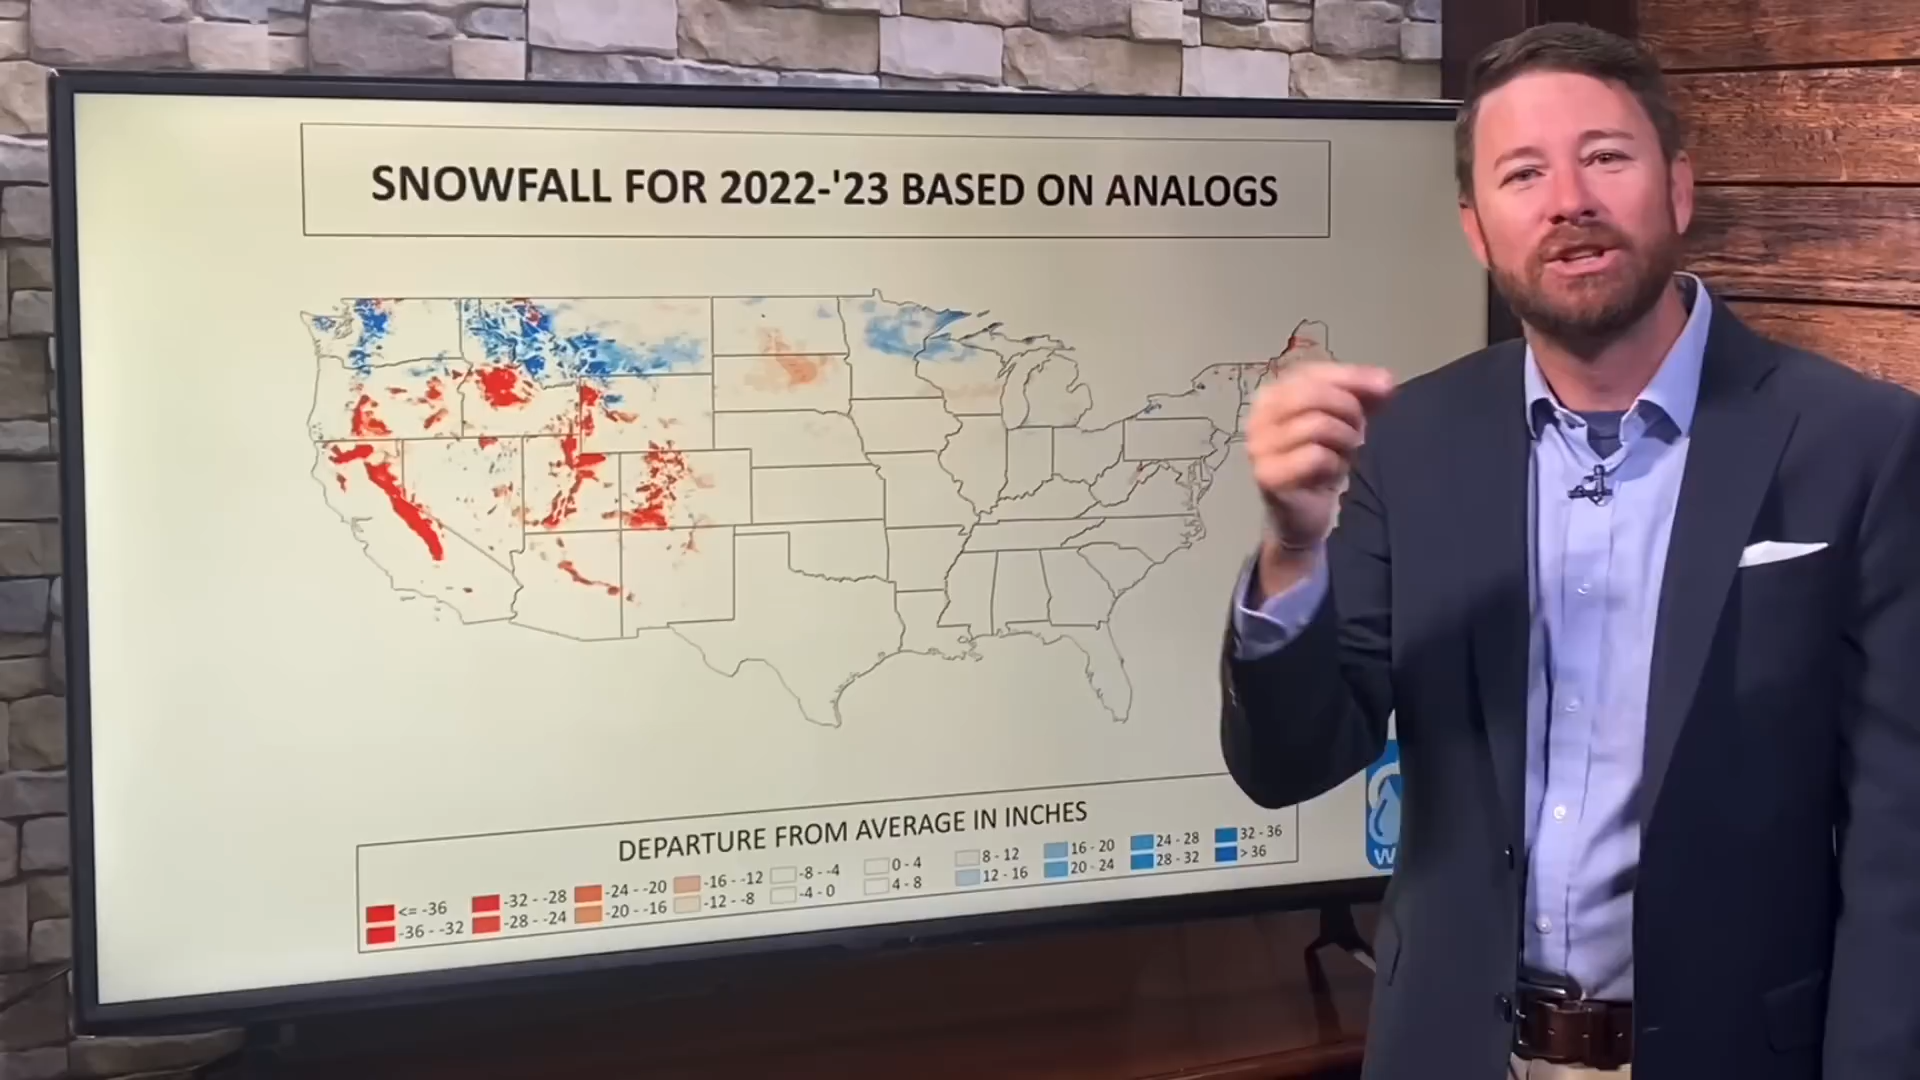 SNOWFALL FOR 2022-'23 BASED ON ANALOGS
DEPARTURE FROM AVERAGE IN INCHES
<= -36
-36 - -32
-32 - -28
-28 - -24
-24 - -20
-20 - -16
-16 - -12
-12 - -8
-8 - -4
-4 - 0
0 - 4
4 - 8
8 - 12
12 - 16
16 - 20
20 - 24
24 - 28
28 - 32
32 - 36
> 36
W